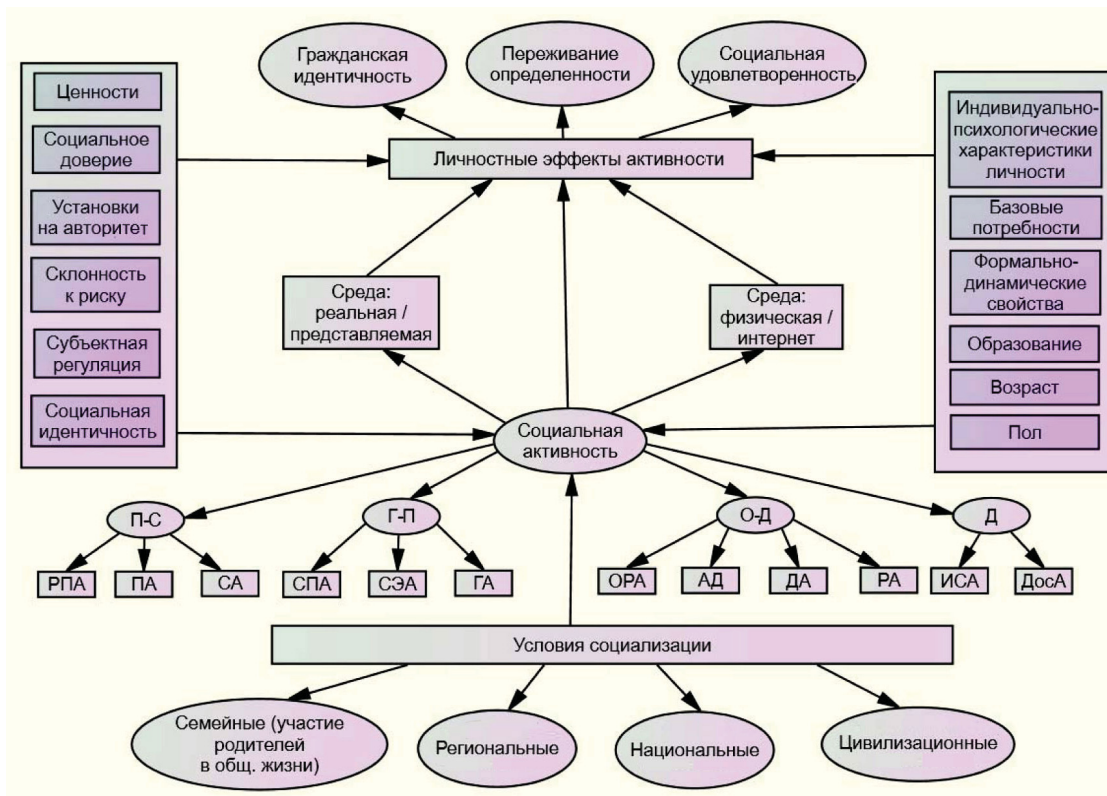 Гражданская
идентичность
Переживание
определенности
Социальная
удовлетворенность
Ценности
Социальное
доверие
Установки
на авторитет
Склонность
к риску
Субъектная
регуляция
Социальная
идентичность
Личностные эффекты активности
Индивидуально-
психологические
характеристики
личности
Базовые
потребности
Формально-
динамические
свойства
Образование
Возраст
Пол
Среда:
реальная /
представляемая
Среда:
физическая /
интернет
Социальная
активность
П-С
Г-П
О-Д
Д
РПА
ПА
СА
СПА
СЭА
ГА
ОРА
АД
ДА
РА
ИСА
ДосА
Условия социализации
Семейные (участие
родителей
в общ. жизни)
Региональные
Национальные
Цивилизационные